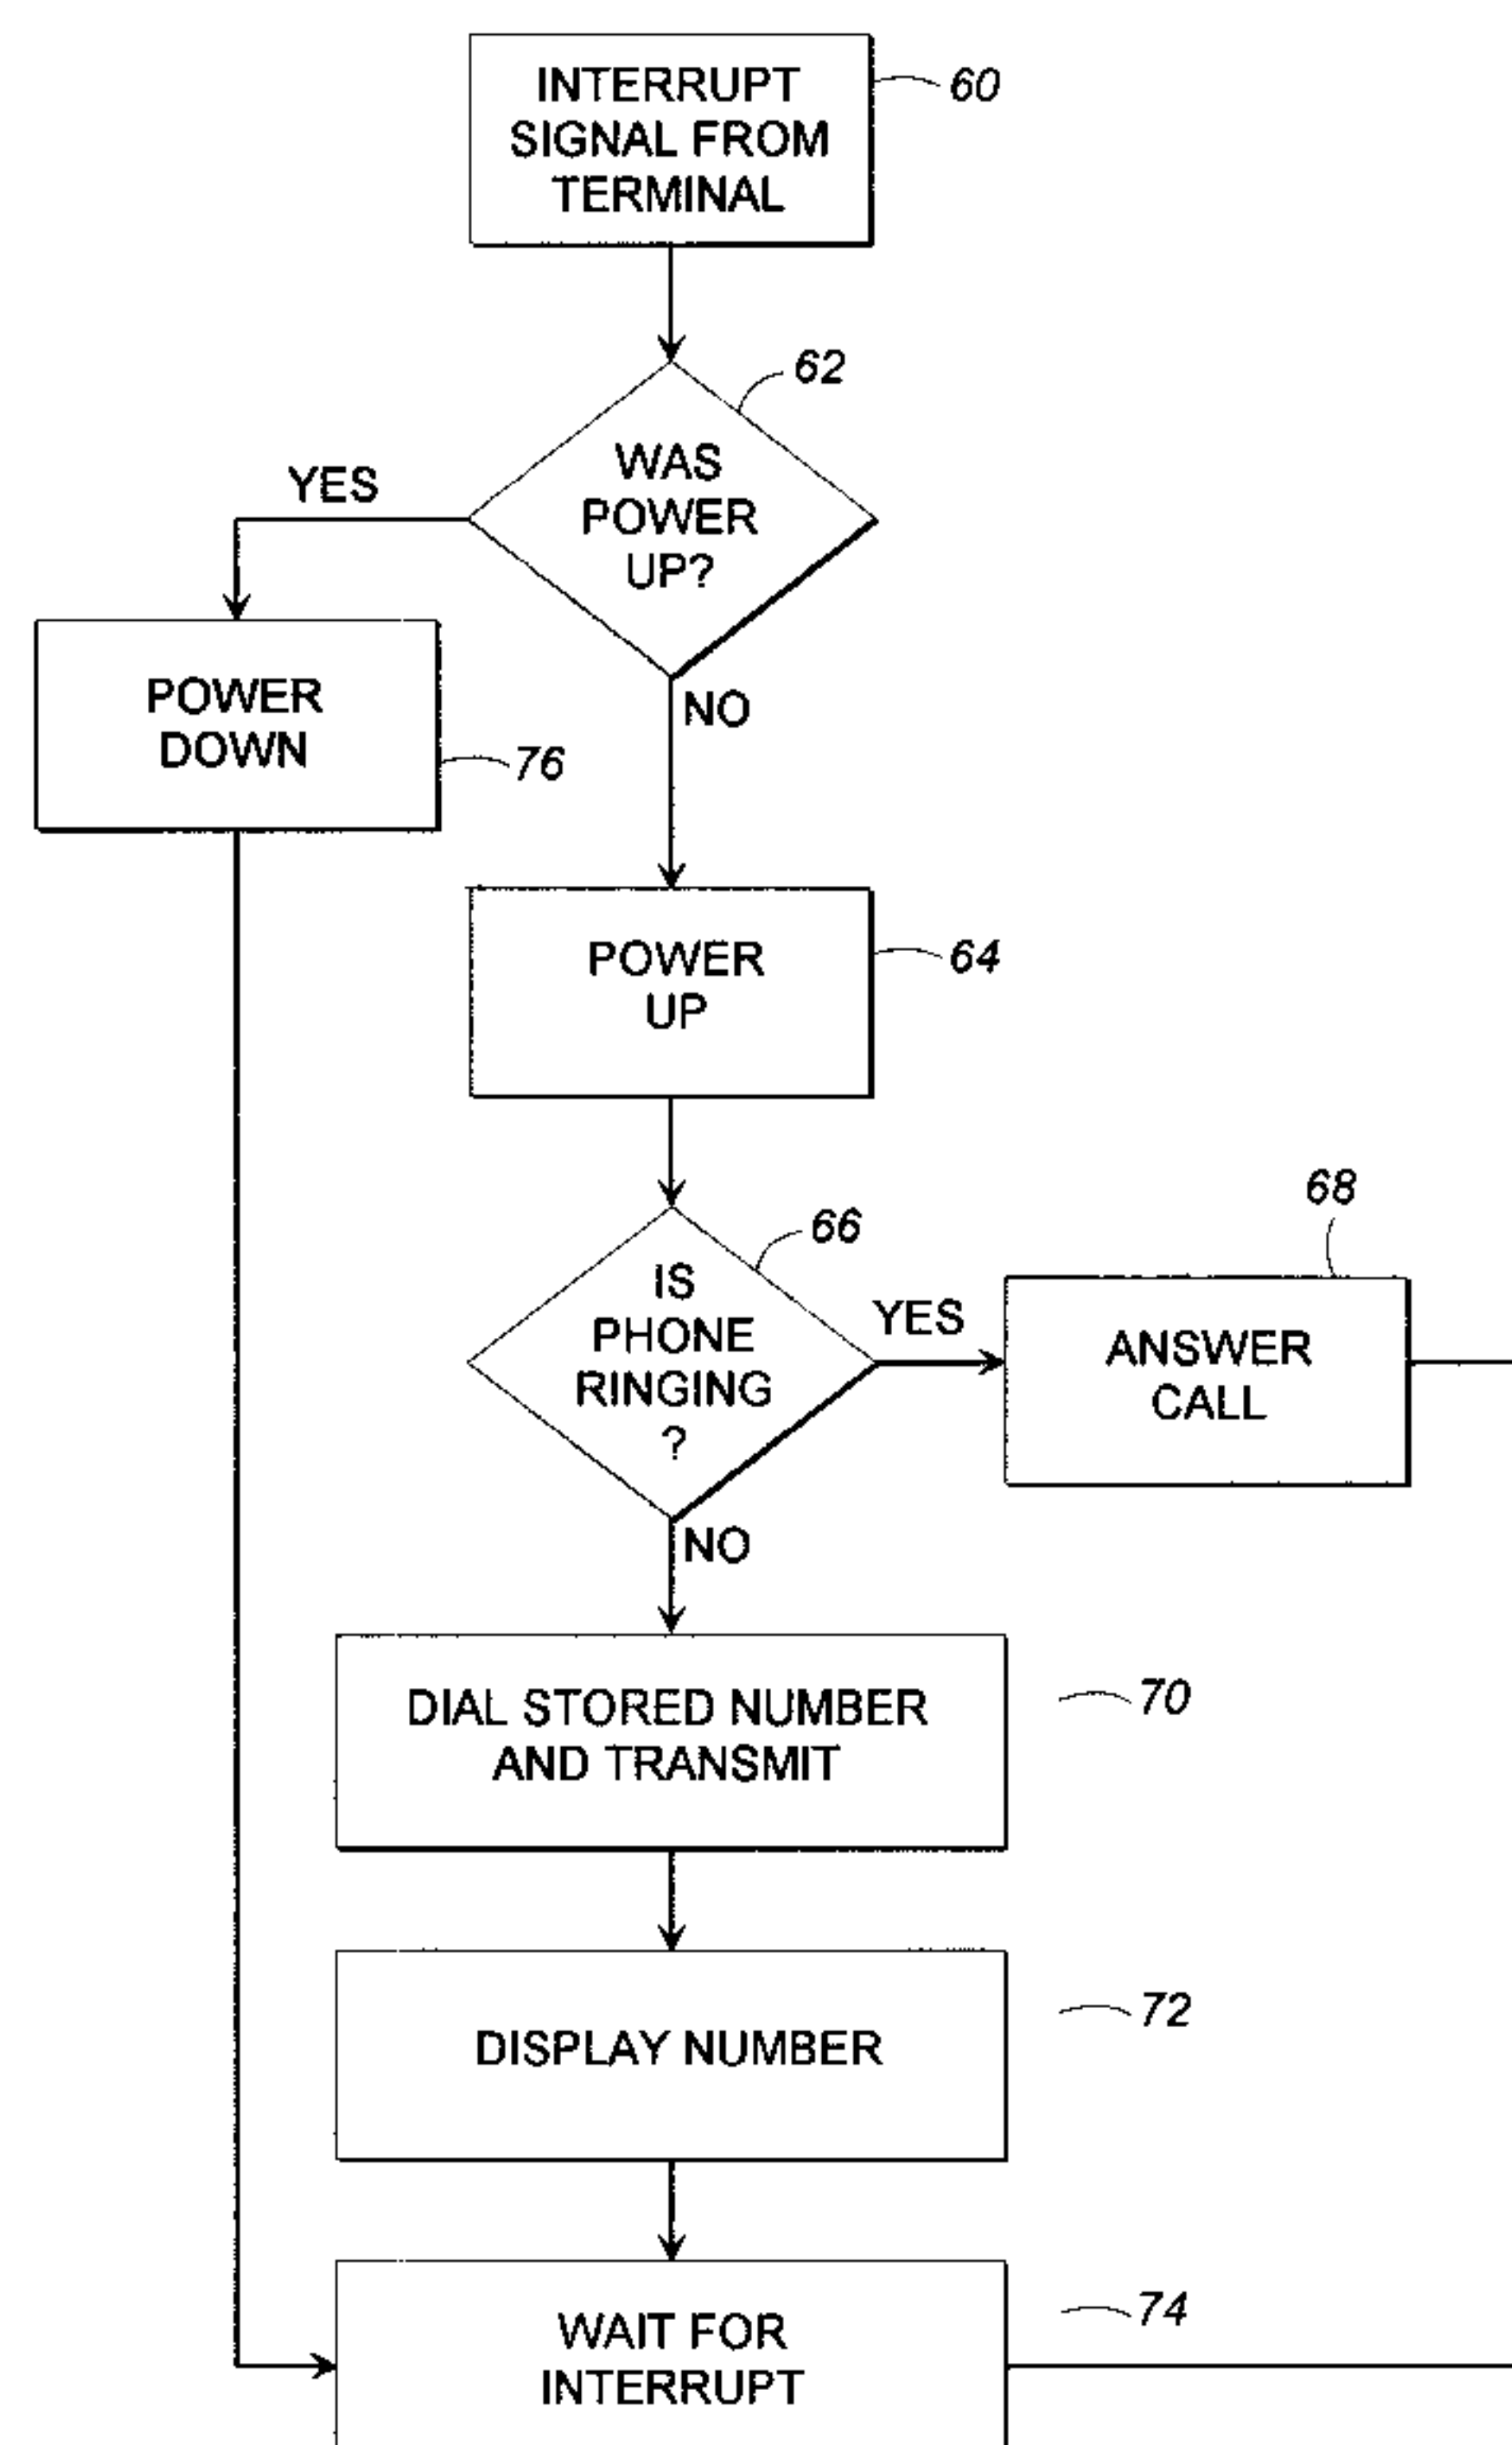 INTERRUPT
SIGNAL FROM
TERMINAL
60
62
WAS
POWER
UP?
YES
NO
POWER
DOWN
76
POWER
UP
64
66
IS
PHONE
RINGING
?
YES
68
ANSWER
CALL
NO
DIAL STORED NUMBER
AND TRANSMIT
70
DISPLAY NUMBER
72
WAIT FOR
INTERRUPT
74